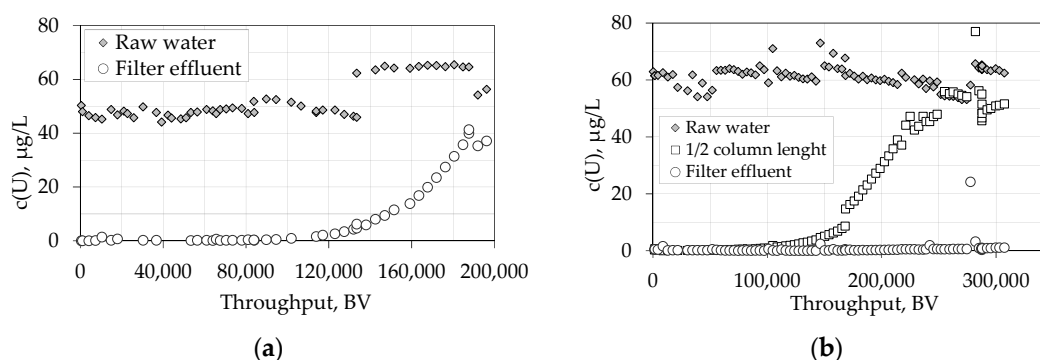 80
60
40
20
0
c(U), µg/L
Raw water
Filter effluent
0 40,000 80,000 120,000 160,000 200,000
Throughput, BV
(a)
80
60
40
20
0
c(U), µg/L
Raw water
1/2 column lenght
Filter effluent
0 100,000 200,000 300,000
Throughput, BV
(b)